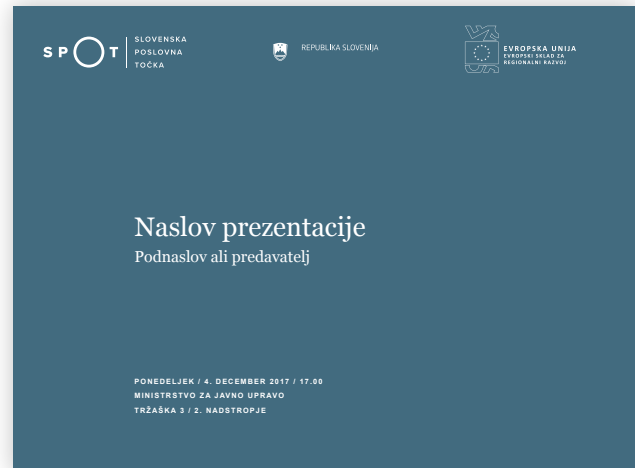 SPOT
SLOVENSKA
POSLOVNA
TOČKA
REPUBLIKA SLOVENIJA
EVROPSKA UNIJA
EVROPSKI SKLAD ZA
REGIONALNI RAZVOJ
Naslov prezentacije
Podnaslov ali predavatelj
PONEDELJEK / 4. DECEMBER 2017 / 17.00
MINISTRSTVO ZA JAVNO UPRAVO
TRŽAŠKA 3 / 2. NADSTROPJE